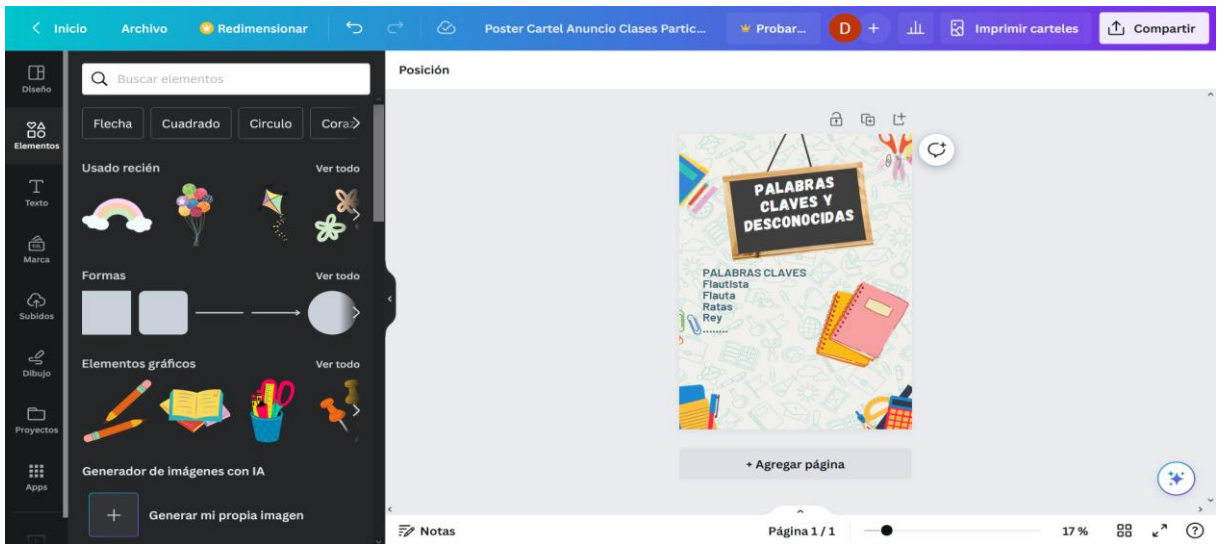 Inicio
Archivo
Redimensionar
Poster Cartel Anuncio Clases Partic...
Probar...
D
+
Imprimir carteles
Compartir
Diseño
Elementos
Texto
Marca
Subidos
Dibujo
Proyectos
Apps
Buscar elementos
Flecha
Cuadrado
Circulo
Coraz
Usado recién
Ver todo
Formas
Ver todo
Elementos gráficos
Ver todo
Generador de imágenes con IA
Generar mi propia imagen
Posición
PALABRAS
CLAVES Y
DESCONOCIDAS
PALABRAS CLAVES
Flautista
Flauta
Ratas
Rey
........
+ Agregar página
Notas
Página 1 / 1
17 %